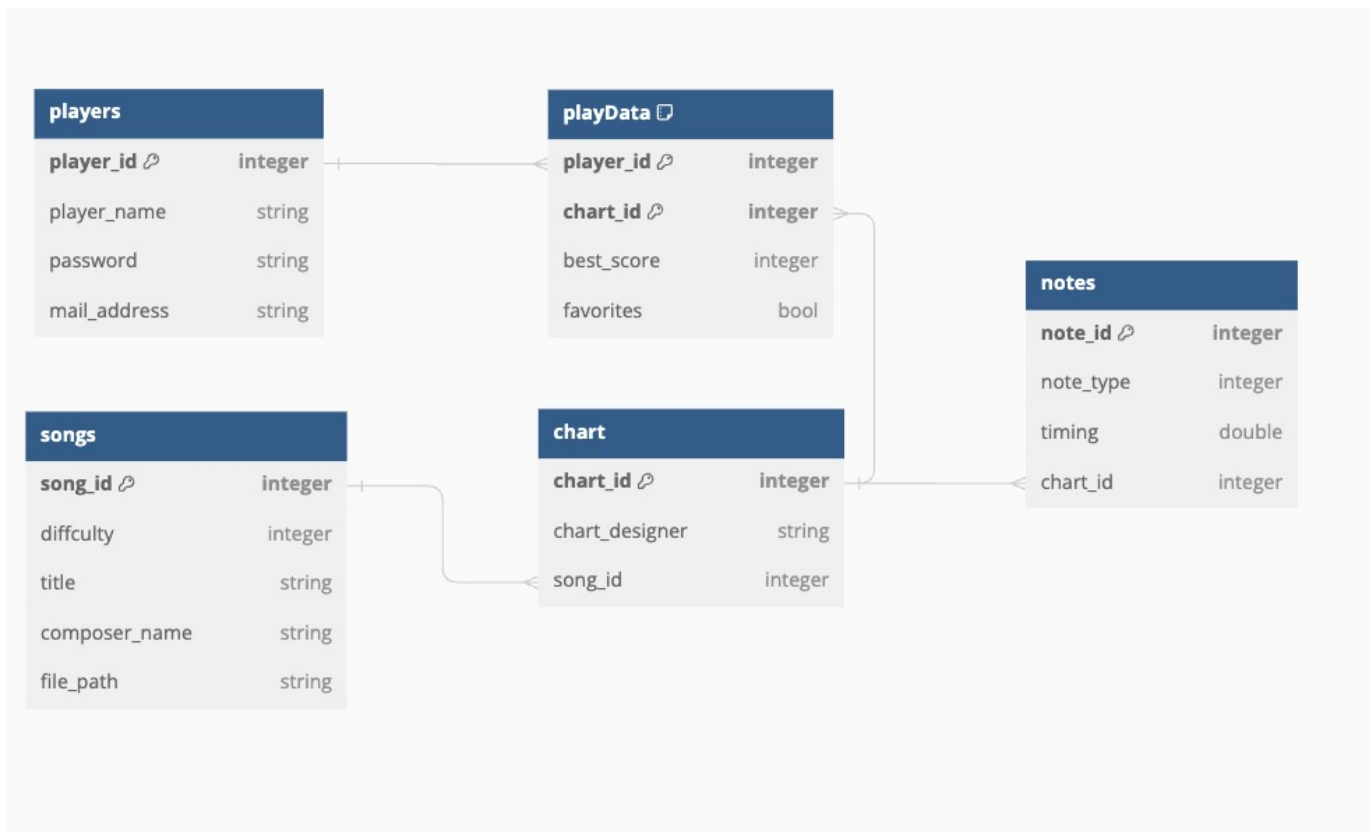 players
player_id integer
player_name string
password string
mail_address string
playData
player_id integer
chart_id integer
best_score integer
favorites bool
notes
note_id integer
note_type integer
timing double
chart_id integer
songs
song_id integer
diffculty integer
title string
composer_name string
file_path string
chart
chart_id integer
chart_designer string
song_id integer